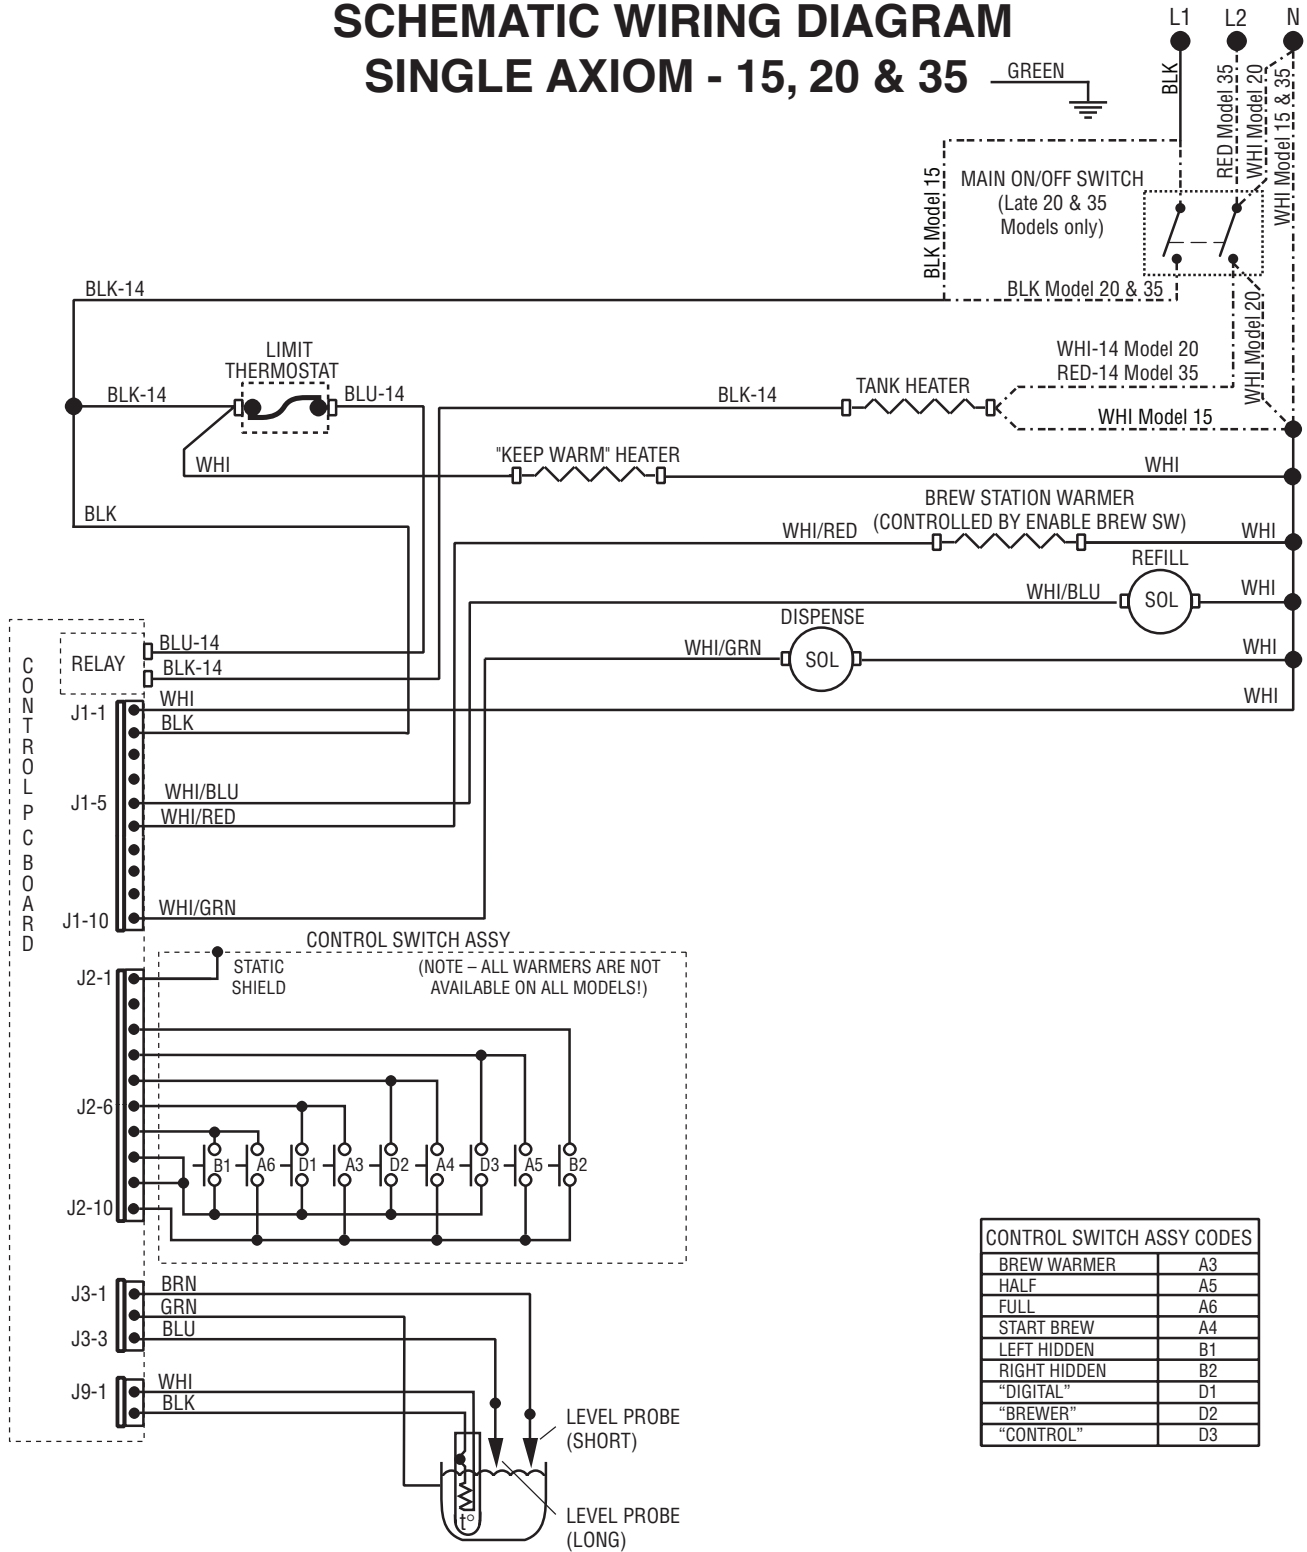 SCHEMATIC WIRING DIAGRAM
SINGLE AXIOM - 15, 20 & 35
GREEN
L1
L2
N
BLK
RED Model 35
WHI Model 20
WHI Model 15 & 35
BLK Model 15
MAIN ON/OFF SWITCH
(Late 20 & 35
Models only)
BLK-14
BLK Model 20 & 35
WHI Model 20
LIMIT
THERMOSTAT
BLK-14
BLU-14
BLK-14
TANK HEATER
WHI-14 Model 20
RED-14 Model 35
WHI Model 15
WHI
"KEEP WARM" HEATER
WHI
BLK
BREW STATION WARMER
(CONTROLLED BY ENABLE BREW SW)
WHI/RED
WHI
REFILL
WHI/BLU
SOL
WHI
DISPENSE
WHI/GRN
SOL
WHI
CONTROL PC BOARD
RELAY
BLU-14
BLK-14
WHI
WHI
J1-1
BLK
J1-5
WHI/BLU
WHI/RED
J1-10
WHI/GRN
CONTROL SWITCH ASSY
J2-1
STATIC
SHIELD
(NOTE – ALL WARMERS ARE NOT
AVAILABLE ON ALL MODELS!)
J2-6
B1
A6
D1
A3
D2
A4
D3
A5
B2
J2-10
J3-1
BRN
GRN
J3-3
BLU
J9-1
WHI
BLK
LEVEL PROBE
(SHORT)
t°
LEVEL PROBE
(LONG)
CONTROL SWITCH ASSY CODES
BREW WARMER A3
HALF A5
FULL A6
START BREW A4
LEFT HIDDEN B1
RIGHT HIDDEN B2
“DIGITAL” D1
“BREWER” D2
“CONTROL” D3